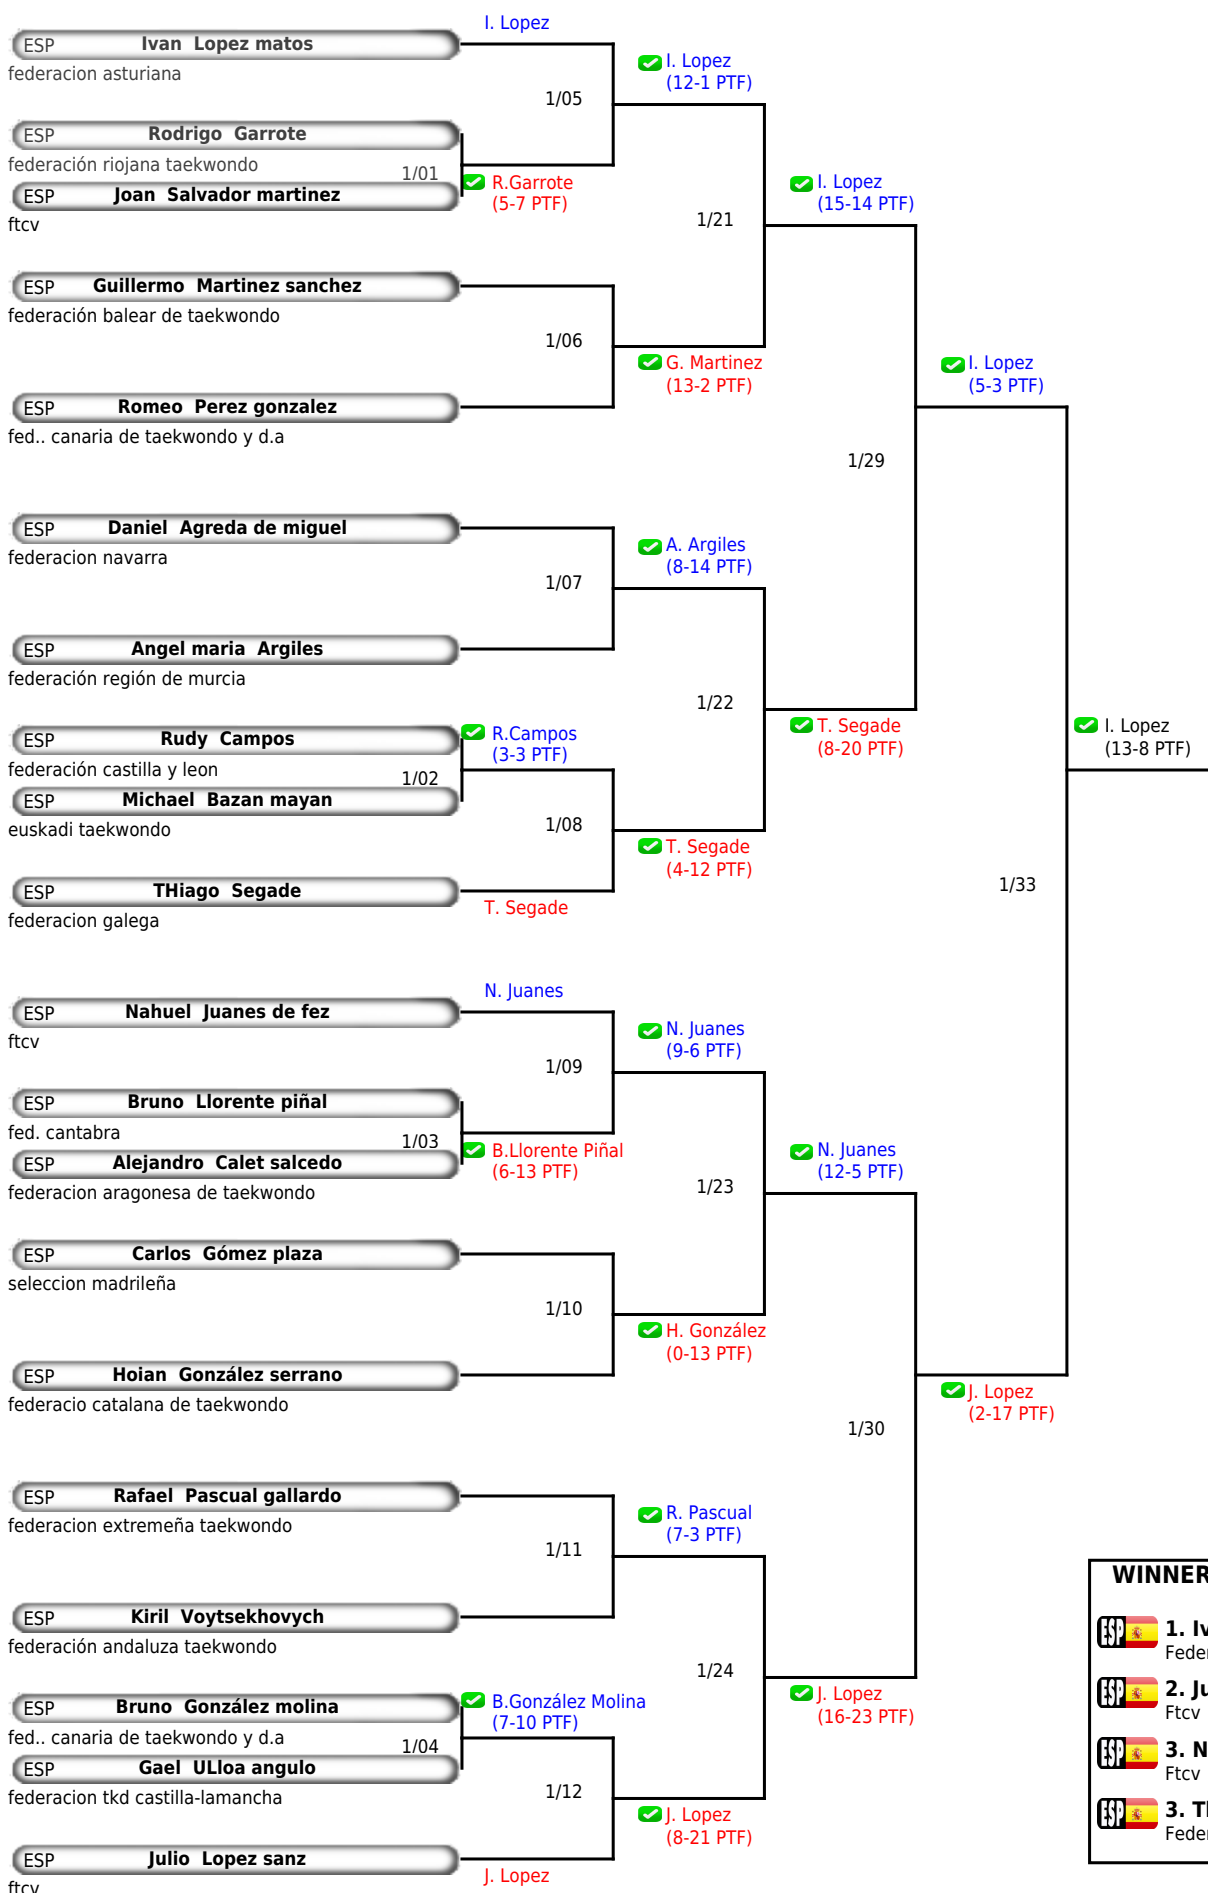 I. Lopez
ESP Ivan Lopez matos
federacion asturiana
I. Lopez
(12-1 PTF)
1/05
ESP Rodrigo Garrote
federación riojana taekwondo
1/01
ESP Joan Salvador martinez
ftcv
R.Garrote
(5-7 PTF)
I. Lopez
(15-14 PTF)
1/21
ESP Guillermo Martinez sanchez
federación balear de taekwondo
1/06
G. Martinez
(13-2 PTF)
I. Lopez
(5-3 PTF)
ESP Romeo Perez gonzalez
fed.. canaria de taekwondo y d.a
1/29
ESP Daniel Agreda de miguel
federacion navarra
A. Argiles
(8-14 PTF)
1/07
ESP Angel maria Argiles
federación región de murcia
1/22
ESP Rudy Campos
federación castilla y leon
R.Campos
(3-3 PTF)
T. Segade
(8-20 PTF)
I. Lopez
(13-8 PTF)
1/02
ESP Michael Bazan mayan
euskadi taekwondo
1/08
T. Segade
(4-12 PTF)
ESP THiago Segade
federacion galega
T. Segade
1/33
N. Juanes
ESP Nahuel Juanes de fez
ftcv
N. Juanes
(9-6 PTF)
1/09
ESP Bruno Llorente piñal
fed. cantabra
1/03
ESP Alejandro Calet salcedo
federacion aragonesa de taekwondo
B.Llorente Piñal
(6-13 PTF)
N. Juanes
(12-5 PTF)
1/23
ESP Carlos Gómez plaza
seleccion madrileña
1/10
H. González
(0-13 PTF)
ESP Hoian González serrano
federacio catalana de taekwondo
J. Lopez
(2-17 PTF)
1/30
ESP Rafael Pascual gallardo
federacion extremeña taekwondo
R. Pascual
(7-3 PTF)
1/11
ESP Kiril Voytsekhovych
federación andaluza taekwondo
1/24
ESP Bruno González molina
fed.. canaria de taekwondo y d.a
B.González Molina
(7-10 PTF)
J. Lopez
(16-23 PTF)
1/04
ESP Gael ULloa angulo
federacion tkd castilla-lamancha
1/12
J. Lopez
(8-21 PTF)
ESP Julio Lopez sanz
ftcv
J. Lopez
WINNER
ESP 1. Iv
Feder
ESP 2. Ju
Ftcv
ESP 3. N
Ftcv
ESP 3. Tl
Feder